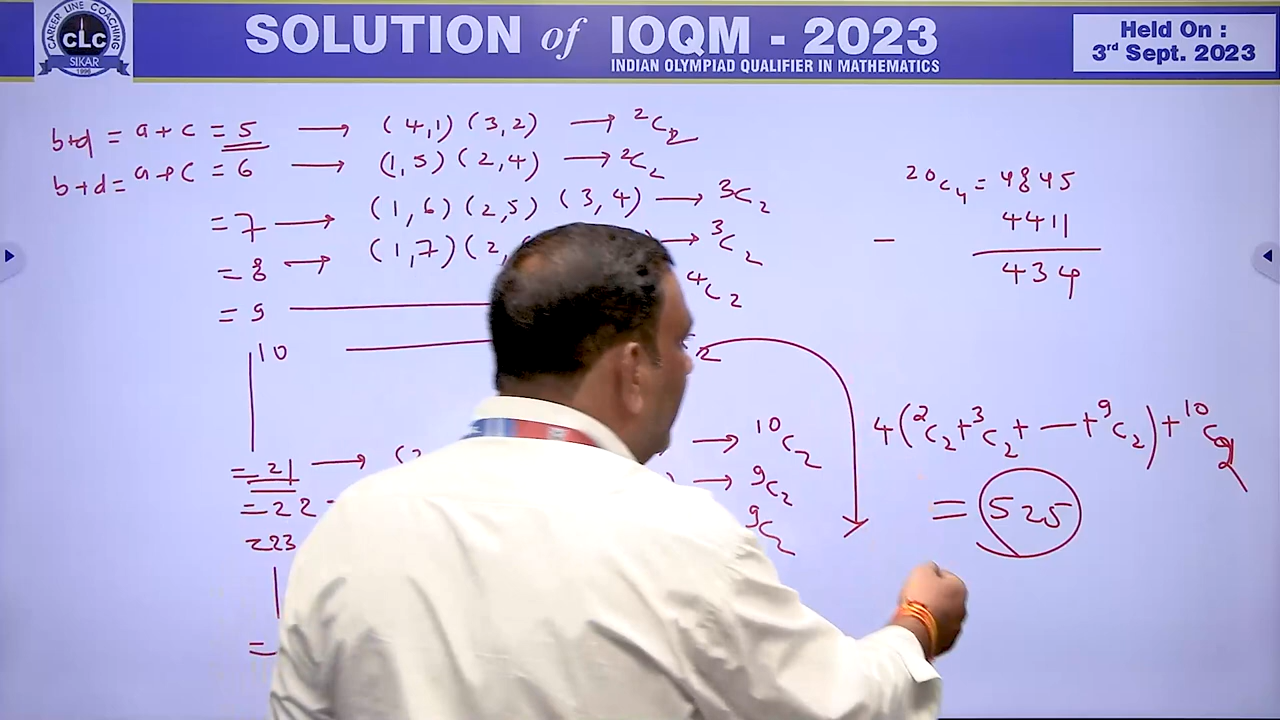 CAREER LINE COACHING
CLC
SIKAR
1996
SOLUTION of IOQM - 2023
INDIAN OLYMPIAD QUALIFIER IN MATHEMATICS
Held On :
3rd Sept. 2023
b+d = a+c = 5 → (4,1) (3,2) → ²C₂
b+d = a+c = 6 → (1,5) (2,4) → ²C₂
= 7 → (1,6) (2,5) (3,4) → 3C₂
= 8 → (1,7) (2, → ³C₂
= 9 ⁴C₂
10
= 21 → → ¹⁰C₂
= 22 → ⁹C₂
= 23 ⁹C₂
=
²⁰C₄ = 4845
- 4411
434
4(²C₂+³C₂+ — +⁹C₂)+¹⁰C₂
= 525